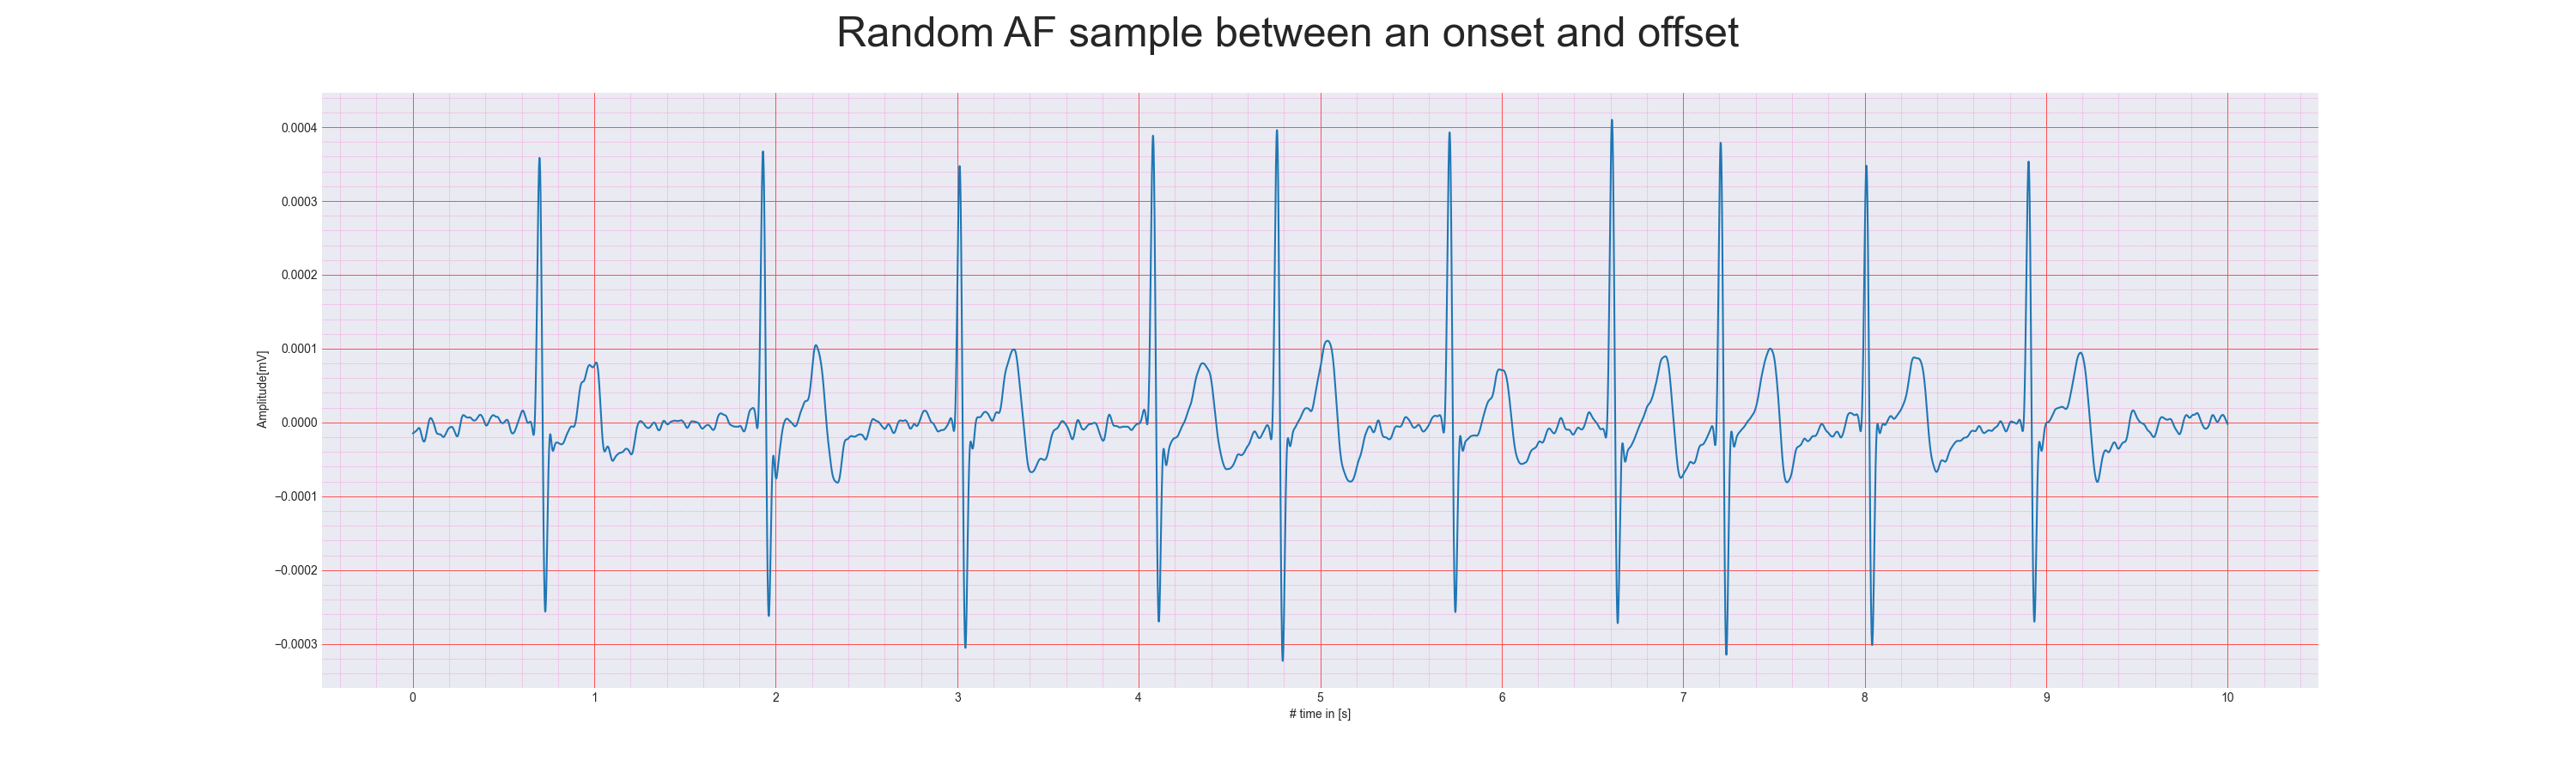 Random AF sample between an onset and offset
0.0004
0.0003
0.0002
0.0001
0.0000
−0.0001
−0.0002
−0.0003
Amplitude[mV]
0 1 2 3 4 5 6 7 8 9 10
# time in [s]